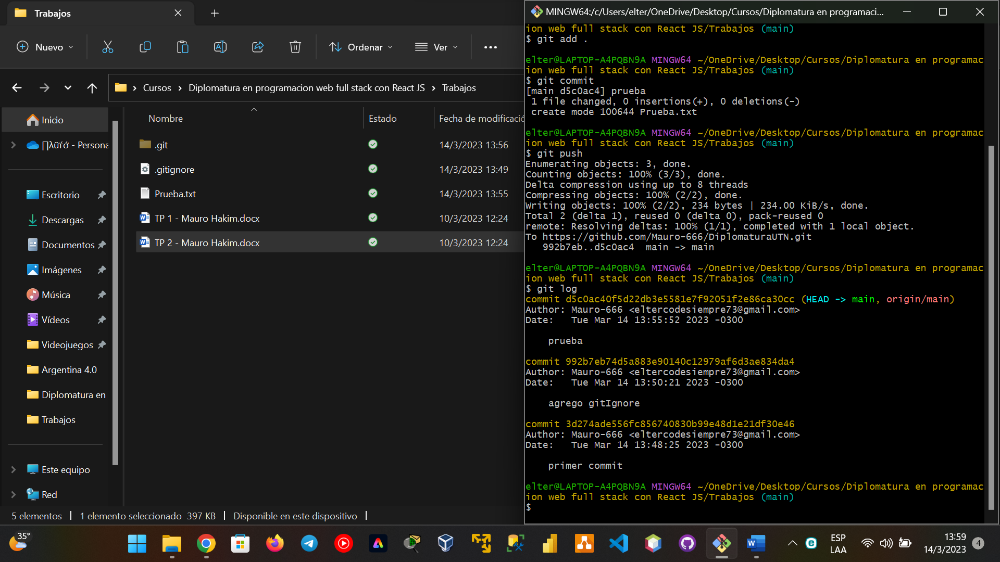 Trabajos
Nuevo
Ordenar
Ver
Cursos > Diplomatura en programacion web full stack con React JS > Trabajos
Nombre
Estado
Fecha de modificació
.git
14/3/2023 13:56
.gitignore
14/3/2023 13:49
Prueba.txt
14/3/2023 13:55
TP 1 - Mauro Hakim.docx
10/3/2023 12:24
TP 2 - Mauro Hakim.docx
10/3/2023 12:24
Inicio
- Persona
Escritorio
Descargas
Documentos
Imágenes
Música
Vídeos
Videojuegos
Argentina 4.0
Diplomatura en
Trabajos
Este equipo
Red
5 elementos | 1 elemento seleccionado 397 KB | Disponible en este dispositivo |
MINGW64:/c/Users/elter/OneDrive/Desktop/Cursos/Diplomatura en programaci...
ion web full stack con React JS/Trabajos (main)
$ git add .
elter@LAPTOP-A4PQBN9A MINGW64 ~/OneDrive/Desktop/Cursos/Diplomatura en programac
ion web full stack con React JS/Trabajos (main)
$ git commit
[main d5c0ac4] prueba
1 file changed, 0 insertions(+), 0 deletions(-)
create mode 100644 Prueba.txt
elter@LAPTOP-A4PQBN9A MINGW64 ~/OneDrive/Desktop/Cursos/Diplomatura en programac
ion web full stack con React JS/Trabajos (main)
$ git push
Enumerating objects: 3, done.
Counting objects: 100% (3/3), done.
Delta compression using up to 8 threads
Compressing objects: 100% (2/2), done.
Writing objects: 100% (2/2), 234 bytes | 234.00 KiB/s, done.
Total 2 (delta 1), reused 0 (delta 0), pack-reused 0
remote: Resolving deltas: 100% (1/1), completed with 1 local object.
To https://github.com/Mauro-666/DiplomaturaUTN.git
992b7eb..d5c0ac4  main -> main
elter@LAPTOP-A4PQBN9A MINGW64 ~/OneDrive/Desktop/Cursos/Diplomatura en programac
ion web full stack con React JS/Trabajos (main)
$ git log
commit d5c0ac40f5d22db3e5581e7f92051f2e86ca30cc (HEAD -> main, origin/main)
Author: Mauro-666 <eltercodesiempre73@gmail.com>
Date:   Tue Mar 14 13:55:52 2023 -0300
prueba
commit 992b7eb74d5a883e90140c12979af6d3ae834da4
Author: Mauro-666 <eltercodesiempre73@gmail.com>
Date:   Tue Mar 14 13:50:21 2023 -0300
agrego gitIgnore
commit 3d274ade556fc856740830b99e48d1e21df30e46
Author: Mauro-666 <eltercodesiempre73@gmail.com>
Date:   Tue Mar 14 13:48:25 2023 -0300
primer commit
elter@LAPTOP-A4PQBN9A MINGW64 ~/OneDrive/Desktop/Cursos/Diplomatura en programac
ion web full stack con React JS/Trabajos (main)
$
35°
ESP
LAA
13:59
14/3/2023
4